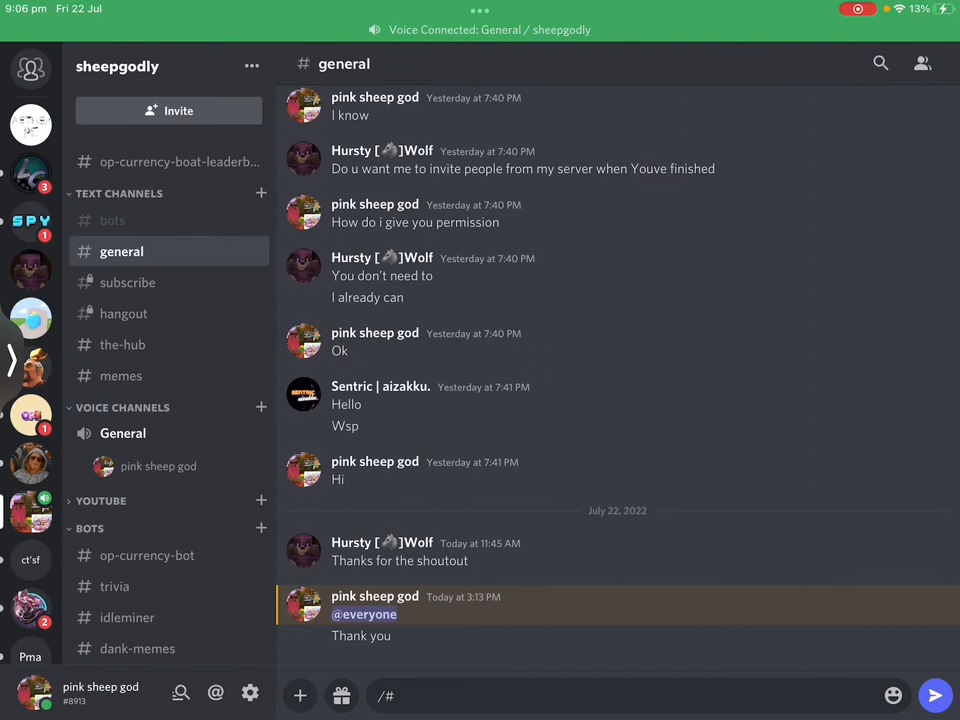 9:06 pm Fri 22 Jul
13%
Voice Connected: General / sheepgodly
sheepgodly
Invite
# op-currency-boat-leaderb...
TEXT CHANNELS
# bots
# general
subscribe
hangout
# the-hub
# memes
VOICE CHANNELS
General
pink sheep god
YOUTUBE
BOTS
# op-currency-bot
# trivia
# idleminer
# dank-memes
pink sheep god
#8913
3
SPY
1
1
ct'sf
2
Pma
# general
pink sheep god Yesterday at 7:40 PM
I know
Hursty [🐴]Wolf Yesterday at 7:40 PM
Do u want me to invite people from my server when Youve finished
pink sheep god Yesterday at 7:40 PM
How do i give you permission
Hursty [🐴]Wolf Yesterday at 7:40 PM
You don't need to
I already can
pink sheep god Yesterday at 7:40 PM
Ok
Sentric | aizakku. Yesterday at 7:41 PM
Hello
Wsp
pink sheep god Yesterday at 7:41 PM
Hi
July 22, 2022
Hursty [🐴]Wolf Today at 11:45 AM
Thanks for the shoutout
pink sheep god Today at 3:13 PM
@everyone
Thank you
/#